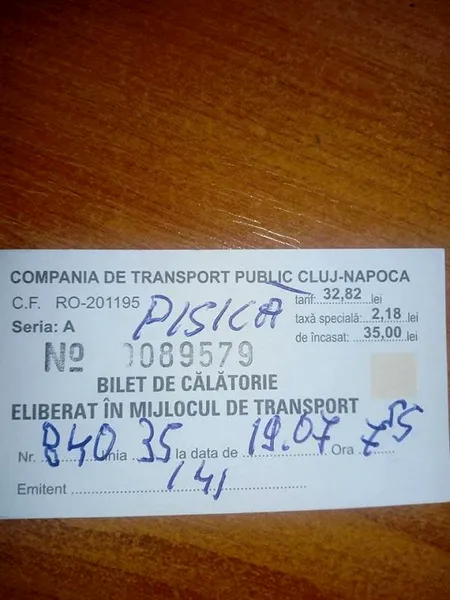 COMPANIA DE TRANSPORT PUBLIC CLUJ-NAPOCA
C.F. RO-201195 tarif: 32,82 lei
Seria: A PISICA taxă specială: 2,18 lei
de încasat: 35,00 lei
Nº 0089579
BILET DE CĂLĂTORIE
ELIBERAT ÎN MIJLOCUL DE TRANSPORT
Nr. 840 linia 35 la data de 19.07 Ora 7 55
Emitent 141